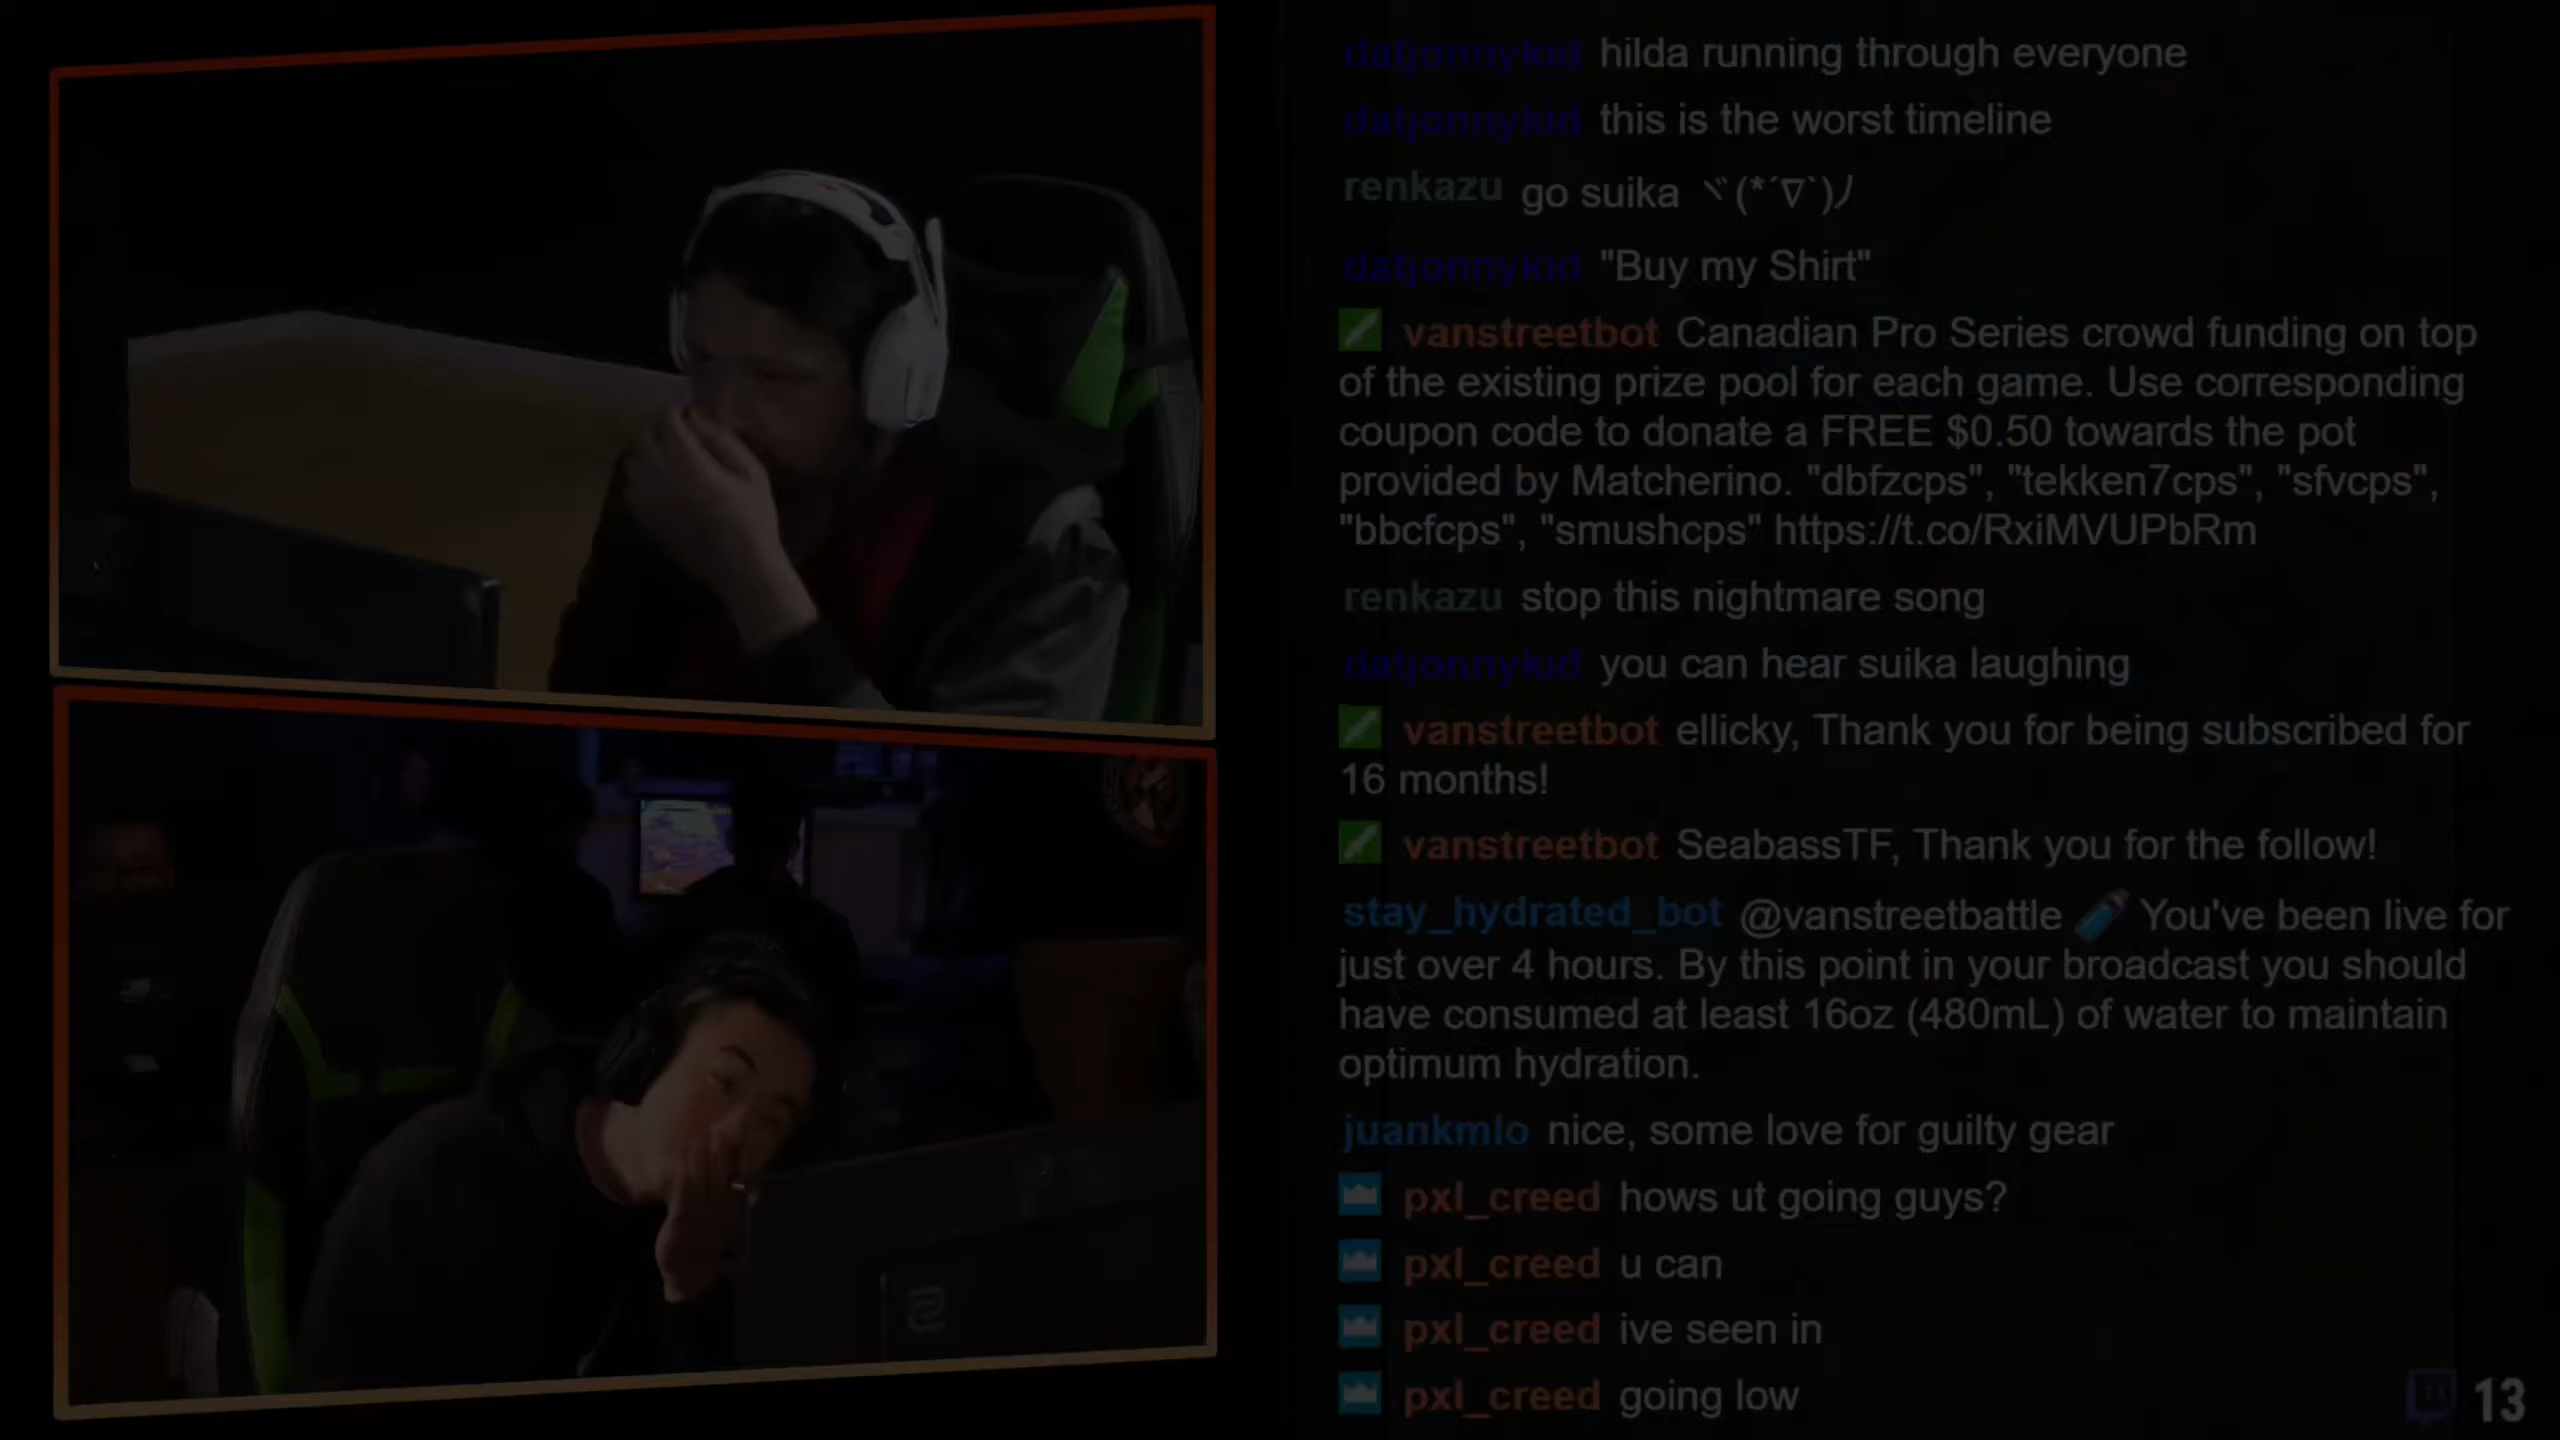 datjonnykid hilda running through everyone
datjonnykid this is the worst timeline
renkazu go suika ヾ(*´∇`)ﾉ
datjonnykid "Buy my Shirt"
vanstreetbot Canadian Pro Series crowd funding on top
of the existing prize pool for each game. Use corresponding
coupon code to donate a FREE $0.50 towards the pot
provided by Matcherino. "dbfzcps", "tekken7cps", "sfvcps",
"bbcfcps", "smushcps" https://t.co/RxiMVUPbRm
renkazu stop this nightmare song
datjonnykid you can hear suika laughing
vanstreetbot ellicky, Thank you for being subscribed for
16 months!
vanstreetbot SeabassTF, Thank you for the follow!
stay_hydrated_bot @vanstreetbattle You've been live for
just over 4 hours. By this point in your broadcast you should
have consumed at least 16oz (480mL) of water to maintain
optimum hydration.
juankmlo nice, some love for guilty gear
pxl_creed hows ut going guys?
pxl_creed u can
pxl_creed ive seen in
pxl_creed going low
13